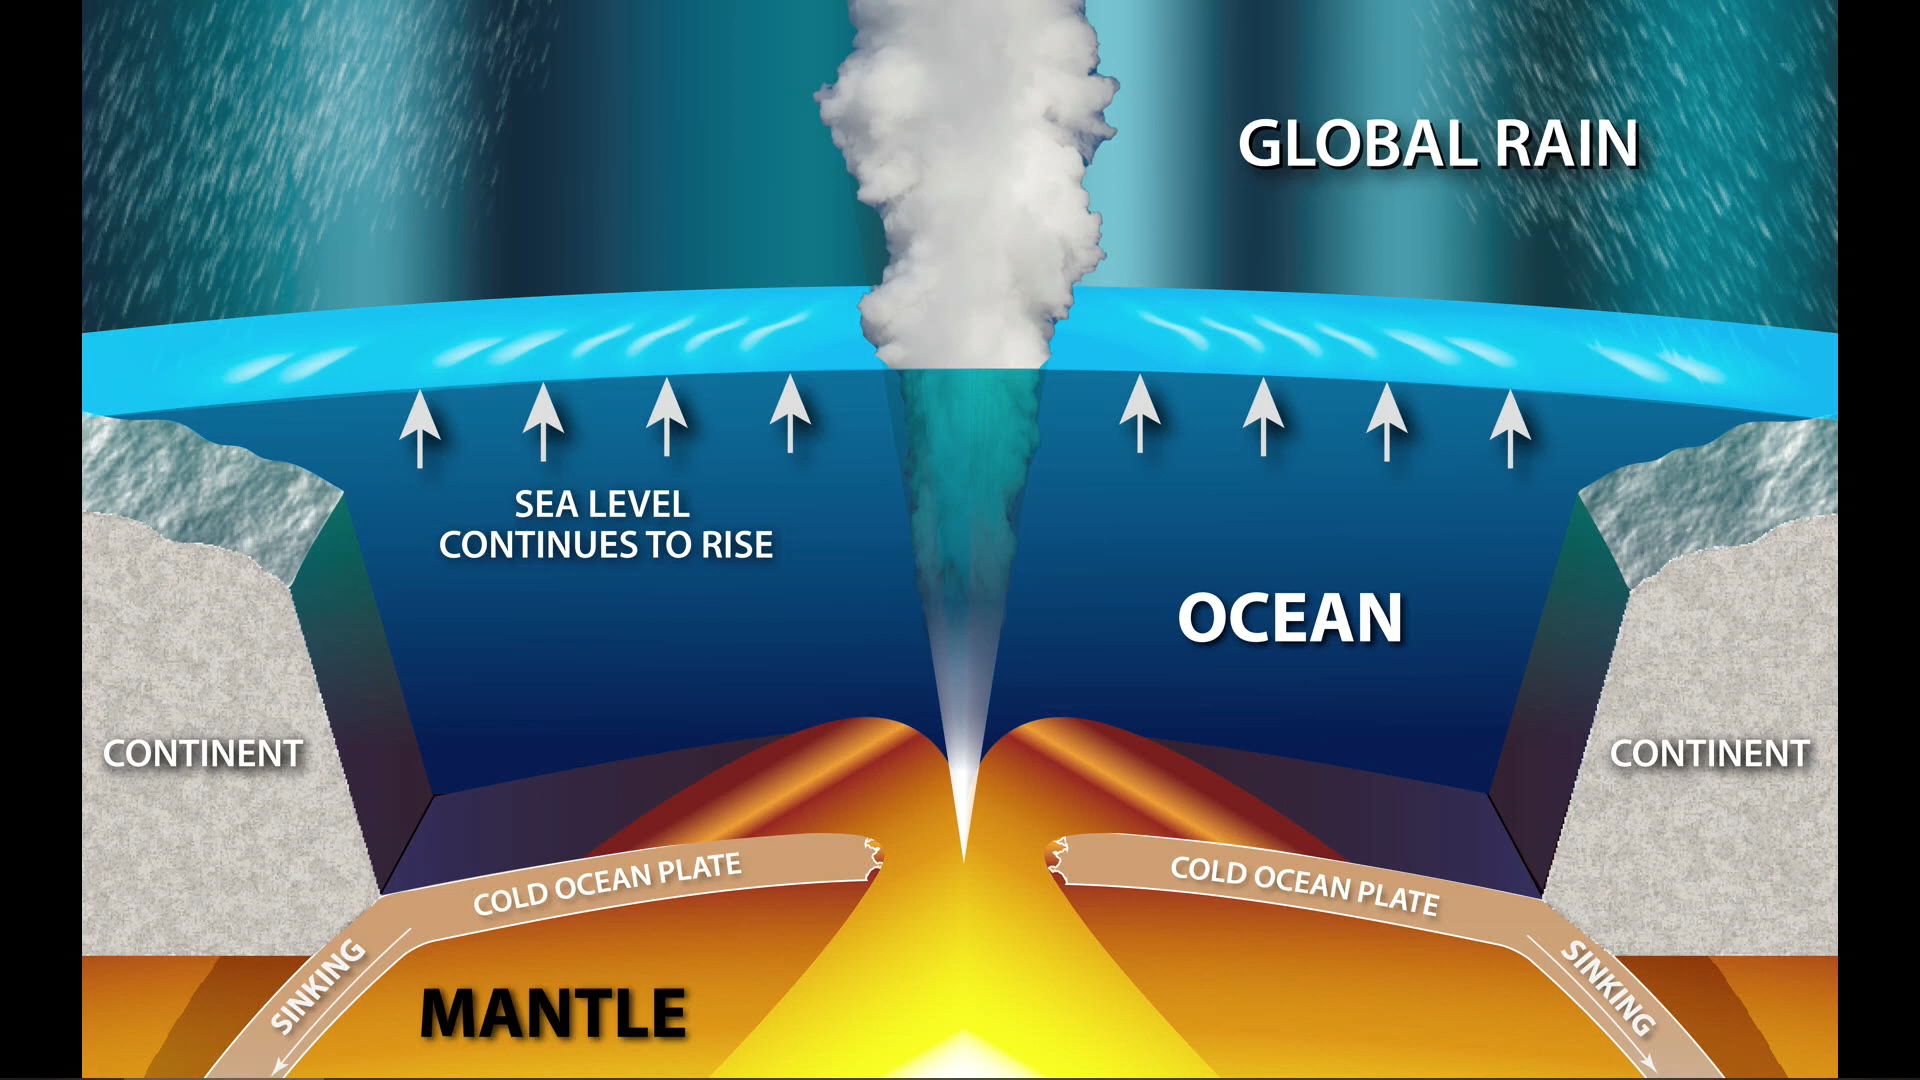 GLOBAL RAIN
SEA LEVEL
CONTINUES TO RISE
OCEAN
CONTINENT
CONTINENT
COLD OCEAN PLATE
COLD OCEAN PLATE
SINKING
SINKING
MANTLE